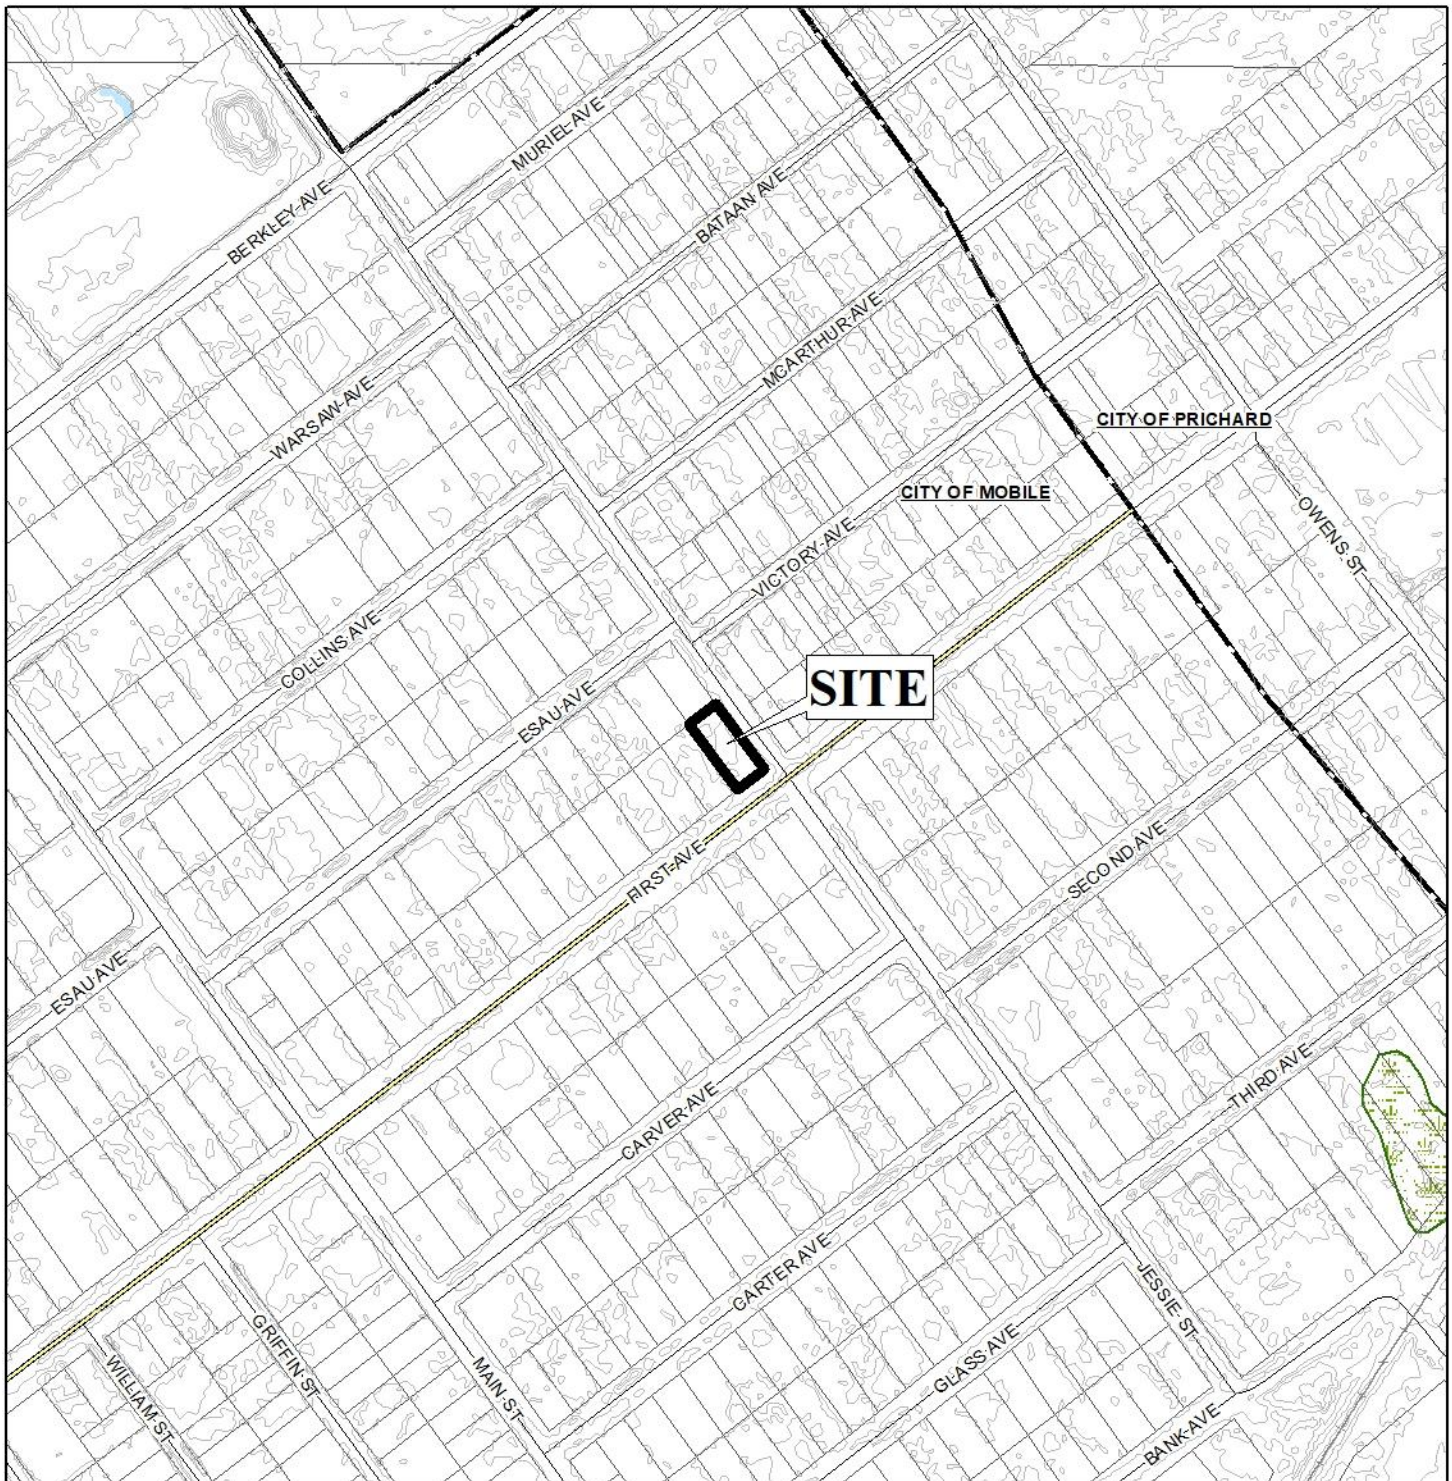 MURIEL AVE
BERKLEY AVE
BATAAN AVE
MCARTHUR AVE
WARSAW AVE
CITY OF PRICHARD
CITY OF MOBILE
OWENS ST
VICTORY AVE
COLLINS AVE
ESAU AVE
SITE
FIRST AVE
SECOND AVE
ESAU AVE
THIRD AVE
CARVER AVE
CARTER AVE
JESSIE ST
GRIFFIN ST
GLASS AVE
MAIN ST
WILLIAM ST
BANK AVE